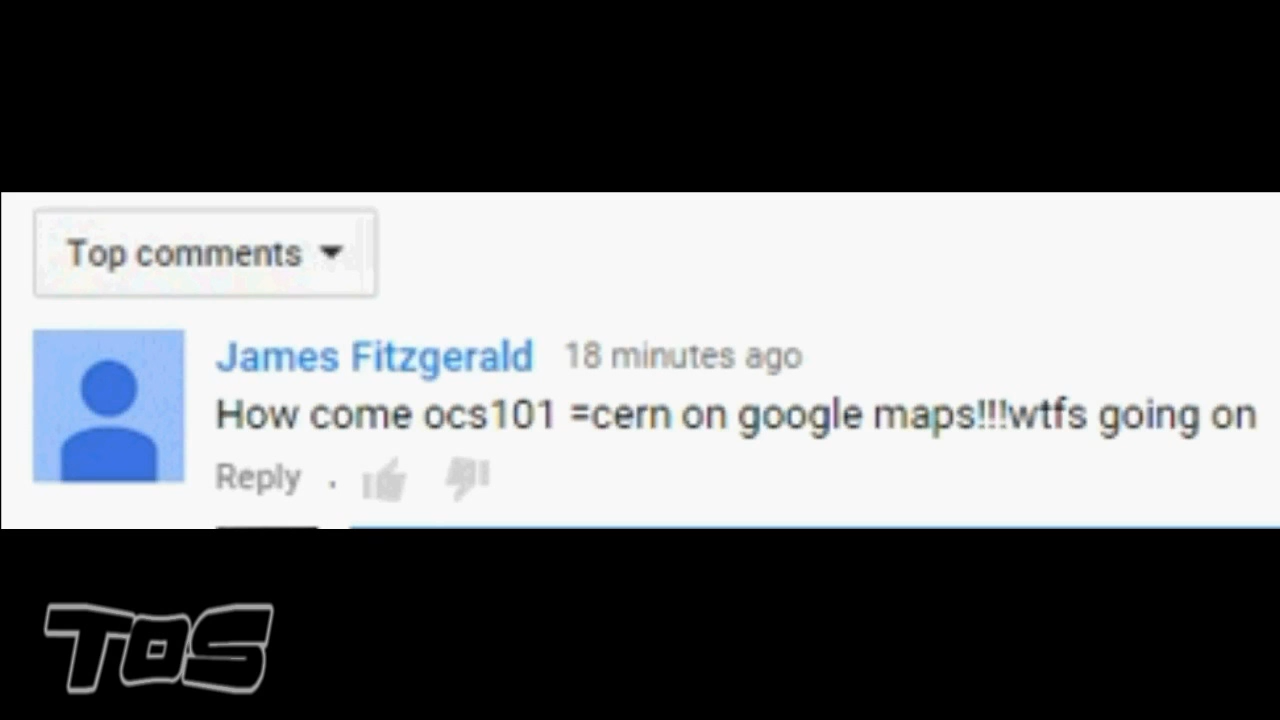 Top comments
James Fitzgerald 18 minutes ago
How come ocs101 =cern on google maps!!!wtfs going on
Reply .
TOS